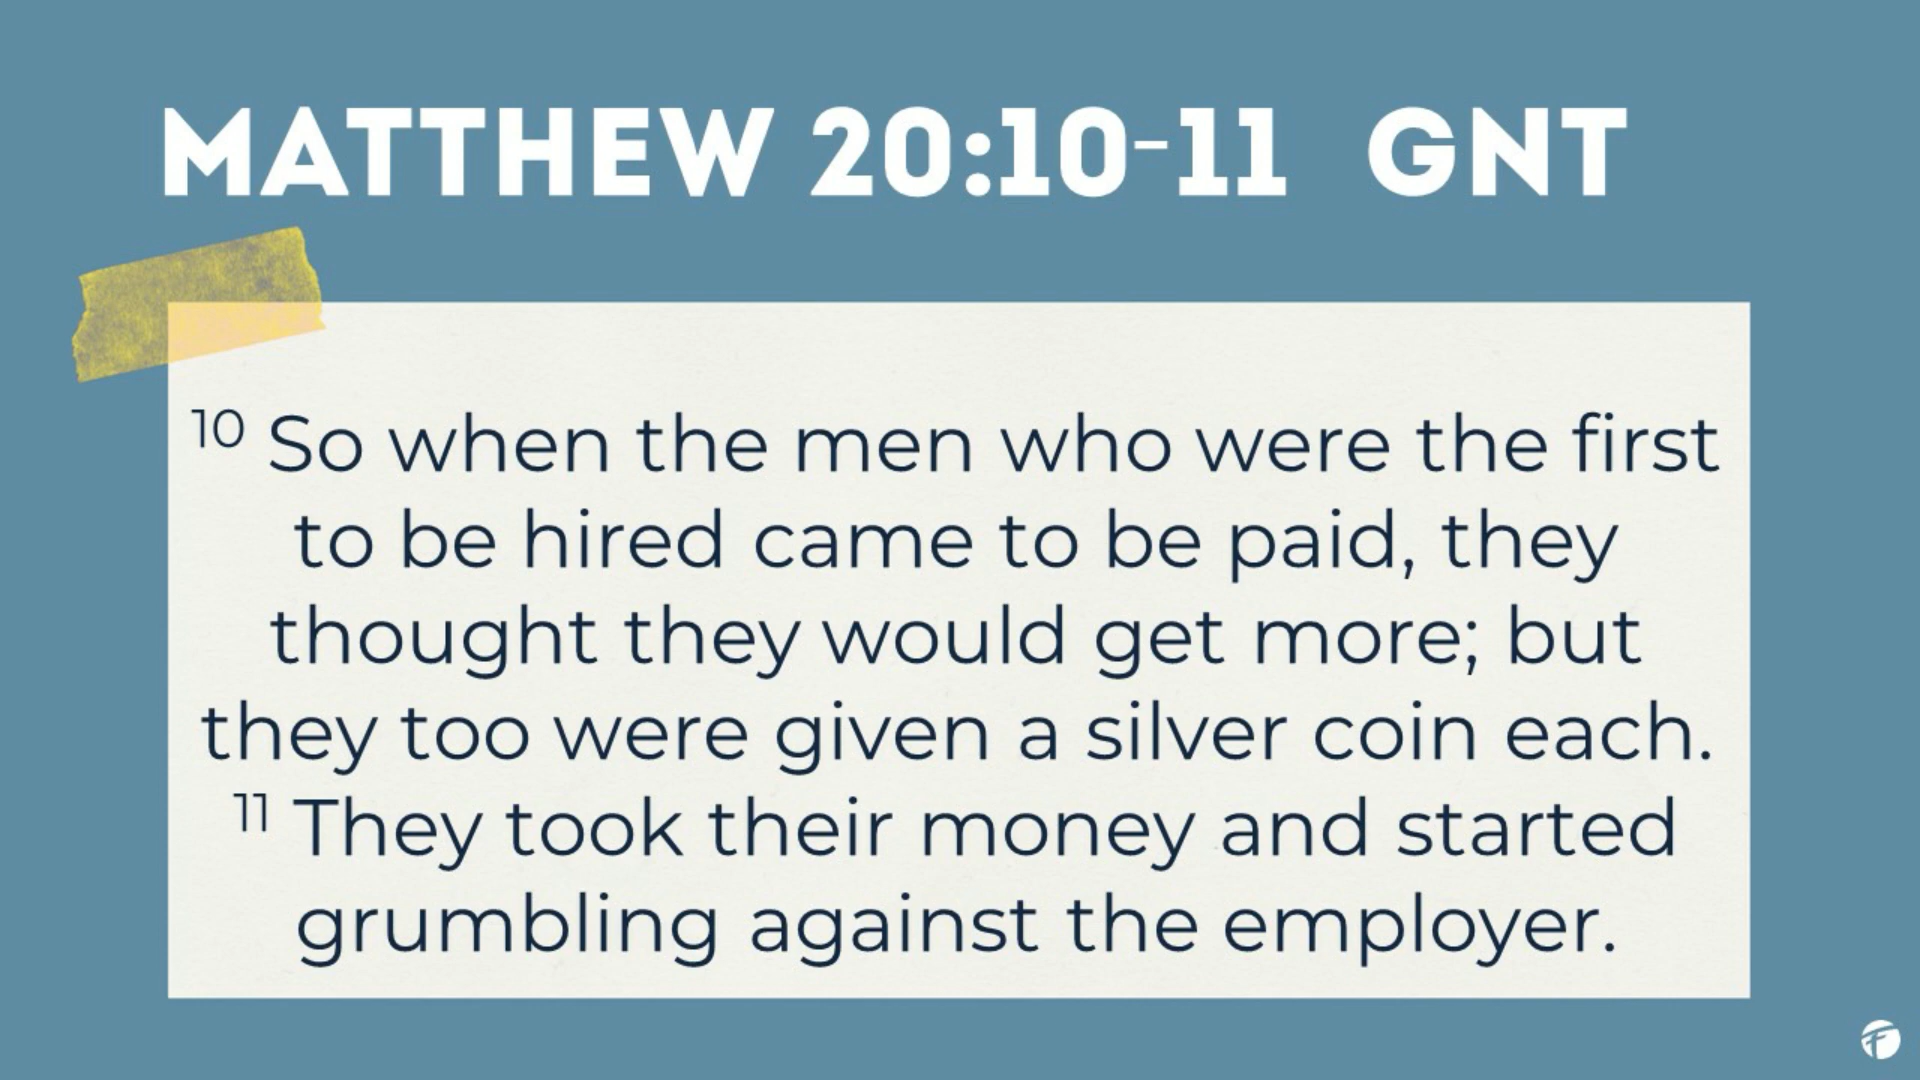 MATTHEW 20:10-11 GNT
10 So when the men who were the first
to be hired came to be paid, they
thought they would get more; but
they too were given a silver coin each.
11 They took their money and started
grumbling against the employer.